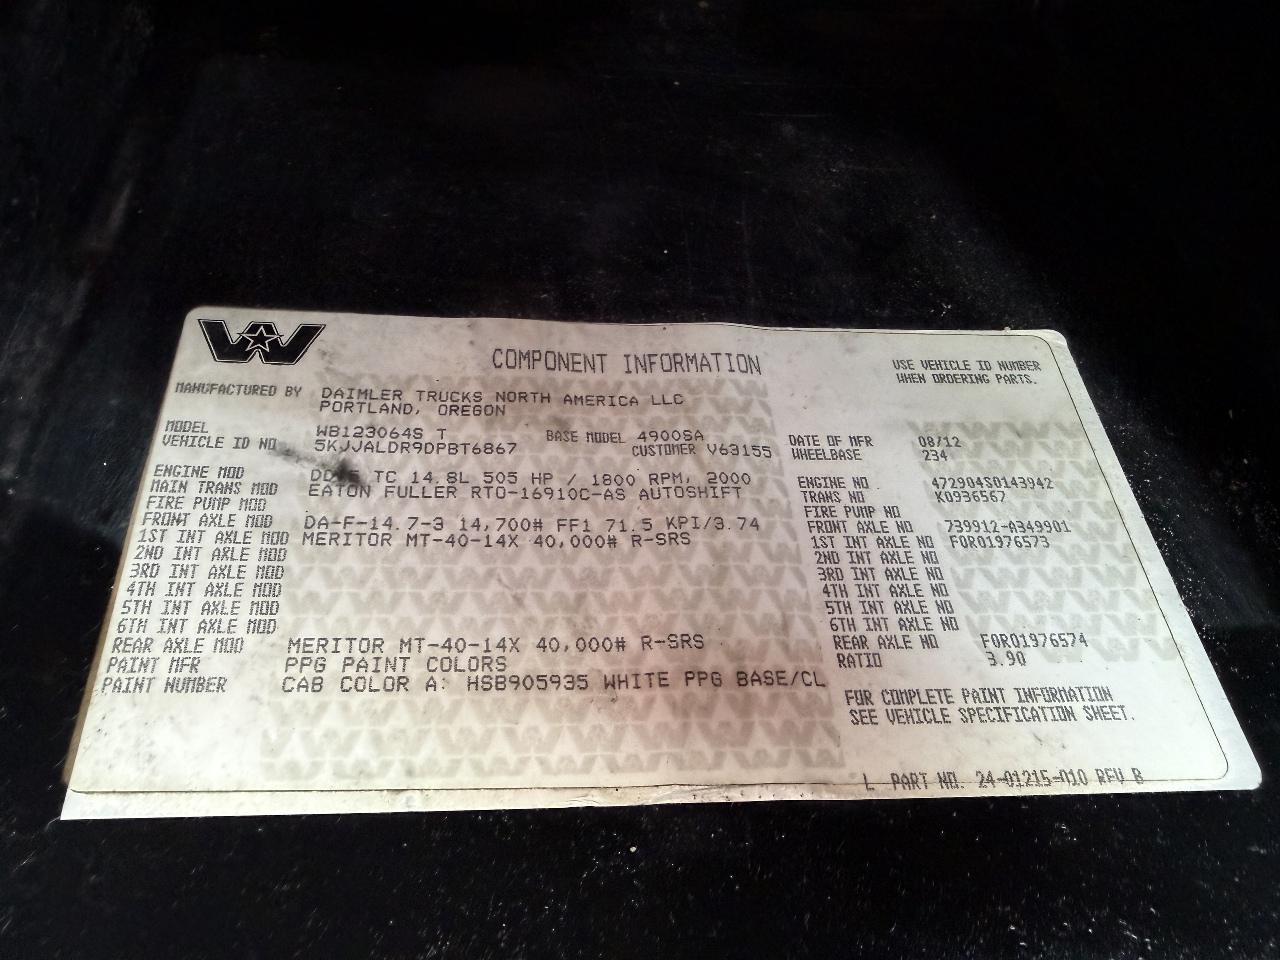 COMPONENT INFORMATION
USE VEHICLE ID NUMBER
WHEN ORDERING PARTS.
MANUFACTURED BY DAIMLER TRUCKS NORTH AMERICA LLC
PORTLAND, OREGON
MODEL WB123064S T BASE MODEL 4900SA DATE OF MFR 08/12
VEHICLE ID NO 5KJJALDR9DPBT6867 CUSTOMER V63155 WHEELBASE 234
ENGINE MOD TC 14.8L 505 HP / 1800 RPM, 2000 ENGINE NO 472904S0143942
MAIN TRANS MOD EATON FULLER RTO-16910C-AS AUTOSHIFT TRANS NO K0936567
FIRE PUMP MOD FIRE PUMP NO
FRONT AXLE MOD DA-F-14.7-3 14,700# FF1 71.5 KPI/3.74 FRONT AXLE NO 739912-A349901
1ST INT AXLE MOD MERITOR MT-40-14X 40,000# R-SRS 1ST INT AXLE NO F0R01976573
2ND INT AXLE MOD 2ND INT AXLE NO
3RD INT AXLE MOD 3RD INT AXLE NO
4TH INT AXLE MOD 4TH INT AXLE NO
5TH INT AXLE MOD 5TH INT AXLE NO
6TH INT AXLE MOD 6TH INT AXLE NO
REAR AXLE MOD MERITOR MT-40-14X 40,000# R-SRS REAR AXLE NO F0R01976574
PAINT MFR PPG PAINT COLORS RATIO 3.90
PAINT NUMBER CAB COLOR A: HSB905935 WHITE PPG BASE/CL
FOR COMPLETE PAINT INFORMATION
SEE VEHICLE SPECIFICATION SHEET.
L PART NO. 24-01215-010 REV B